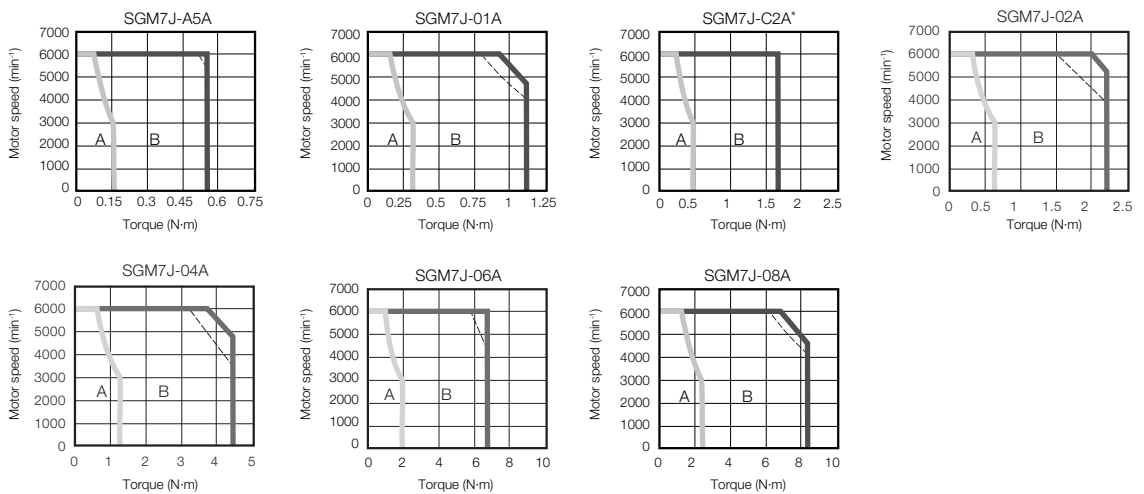 SGM7J-A5A
7000
6000
5000
4000
3000
2000
1000
0
Motor speed (min-1)
A
B
0 0.15 0.3 0.45 0.6 0.75
Torque (N·m)
SGM7J-01A
7000
6000
5000
4000
3000
2000
1000
0
Motor speed (min-1)
A
B
0 0.25 0.5 0.75 1 1.25
Torque (N·m)
SGM7J-C2A*
7000
6000
5000
4000
3000
2000
1000
0
Motor speed (min-1)
A
B
0 0.5 1 1.5 2 2.5
Torque (N·m)
SGM7J-02A
7000
6000
5000
4000
3000
2000
1000
0
Motor speed (min-1)
A
B
0 0.5 1 1.5 2 2.5
Torque (N·m)
SGM7J-04A
7000
6000
5000
4000
3000
2000
1000
0
Motor speed (min-1)
A
B
0 1 2 3 4 5
Torque (N·m)
SGM7J-06A
7000
6000
5000
4000
3000
2000
1000
0
Motor speed (min-1)
A
B
0 2 4 6 8 10
Torque (N·m)
SGM7J-08A
7000
6000
5000
4000
3000
2000
1000
0
Motor speed (min-1)
A
B
0 2 4 6 8 10
Torque (N·m)